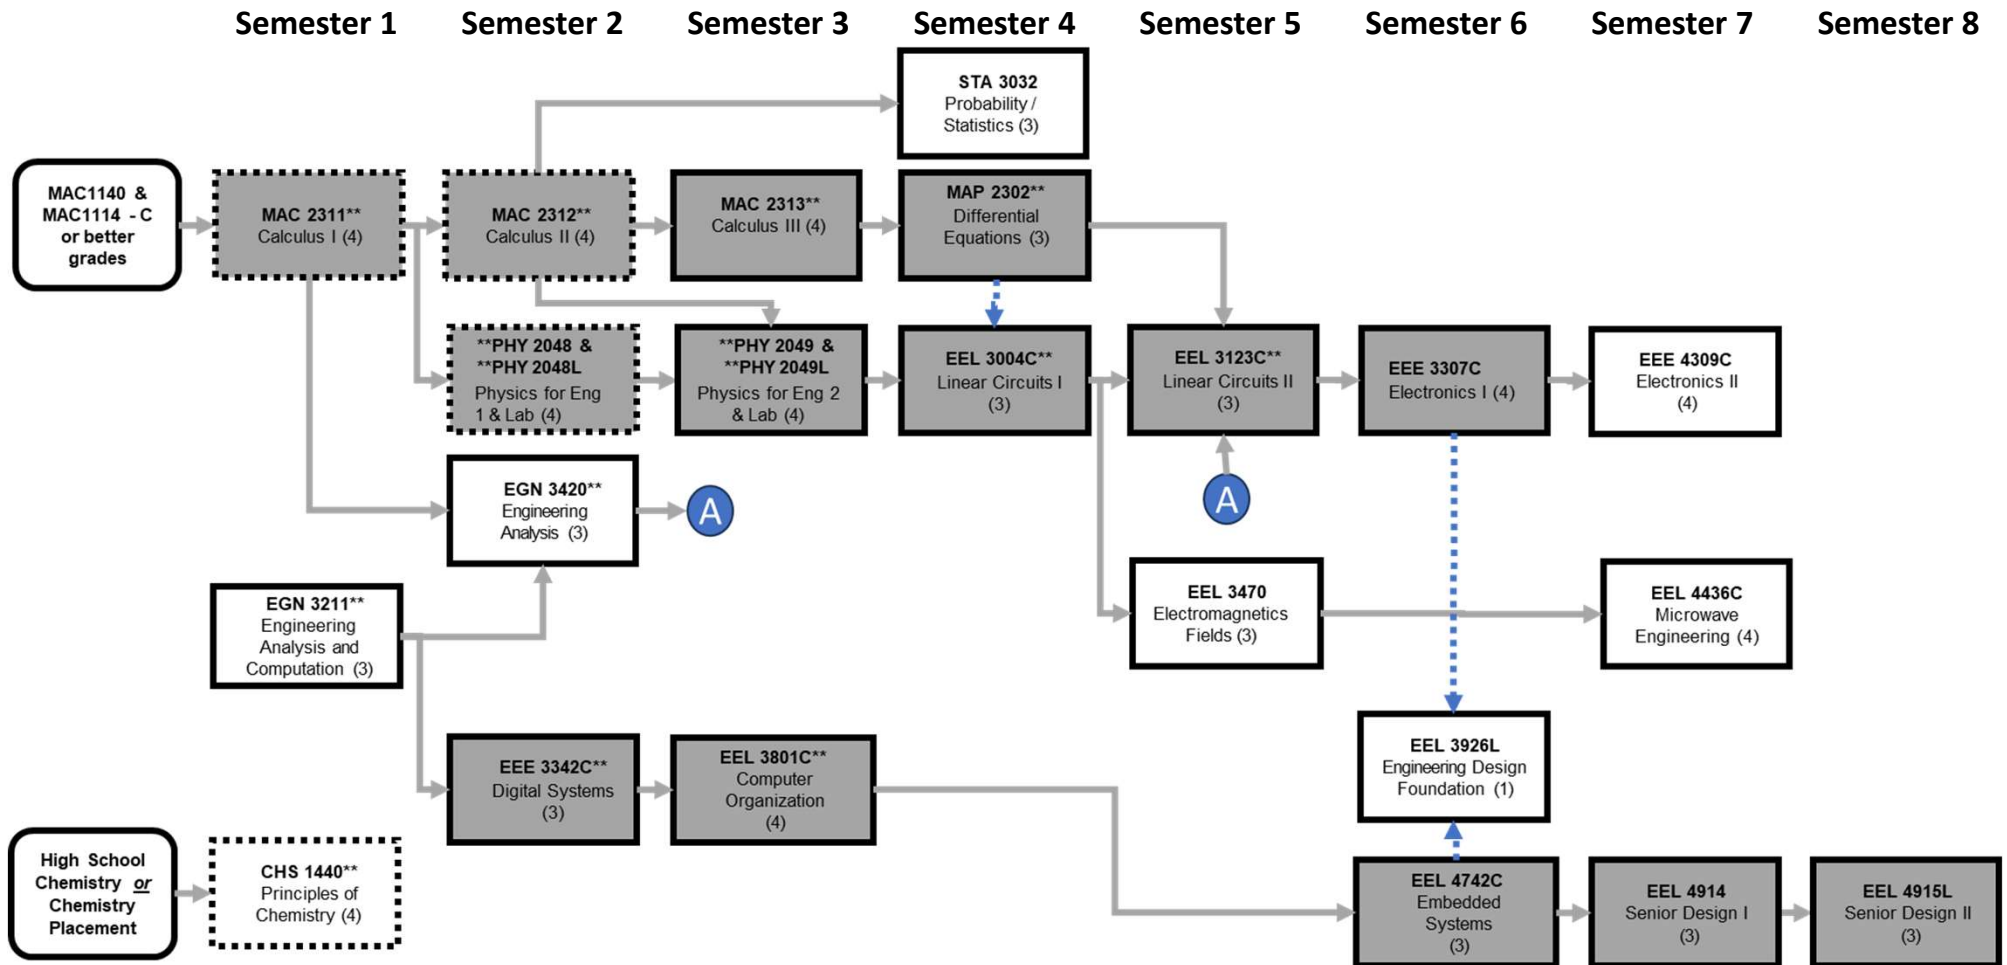 Semester 1
Semester 2
Semester 3
Semester 4
Semester 5
Semester 6
Semester 7
Semester 8
STA 3032
Probability /
Statistics (3)
MAC1140 &
MAC1114 - C
or better
grades
MAC 2311**
Calculus I (4)
MAC 2312**
Calculus II (4)
MAC 2313**
Calculus III (4)
MAP 2302**
Differential
Equations (3)
**PHY 2048 &
**PHY 2048L
Physics for Eng
1 & Lab (4)
**PHY 2049 &
**PHY 2049L
Physics for Eng 2
& Lab (4)
EEL 3004C**
Linear Circuits I
(3)
EEL 3123C**
Linear Circuits II
(3)
EEE 3307C
Electronics I (4)
EEE 4309C
Electronics II
(4)
EGN 3420**
Engineering
Analysis (3)
A
A
EGN 3211**
Engineering
Analysis and
Computation (3)
EEL 3470
Electromagnetics
Fields (3)
EEL 4436C
Microwave
Engineering (4)
EEE 3342C**
Digital Systems
(3)
EEL 3801C**
Computer
Organization
(4)
EEL 3926L
Engineering Design
Foundation (1)
High School
Chemistry or
Chemistry
Placement
CHS 1440**
Principles of
Chemistry (4)
EEL 4742C
Embedded
Systems
(3)
EEL 4914
Senior Design I
(3)
EEL 4915L
Senior Design II
(3)